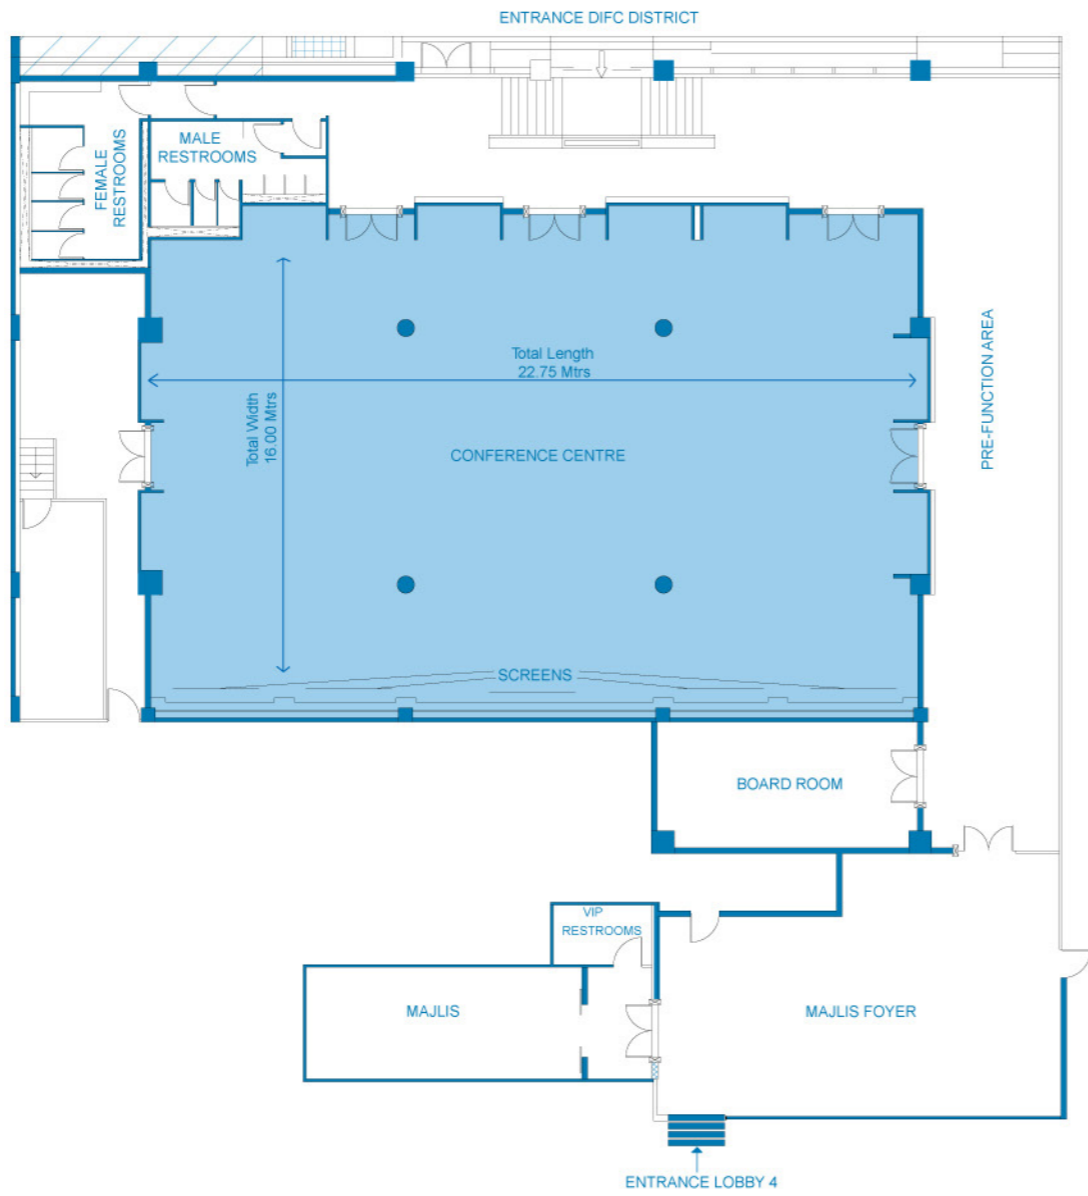 ENTRANCE DIFC DISTRICT
MALE
RESTROOMS
FEMALE
RESTROOMS
Total Length
22.75 Mtrs
Total Width
16.00 Mtrs
PRE-FUNCTION AREA
CONFERENCE CENTRE
SCREENS
BOARD ROOM
VIP
RESTROOMS
MAJLIS
MAJLIS FOYER
ENTRANCE LOBBY 4